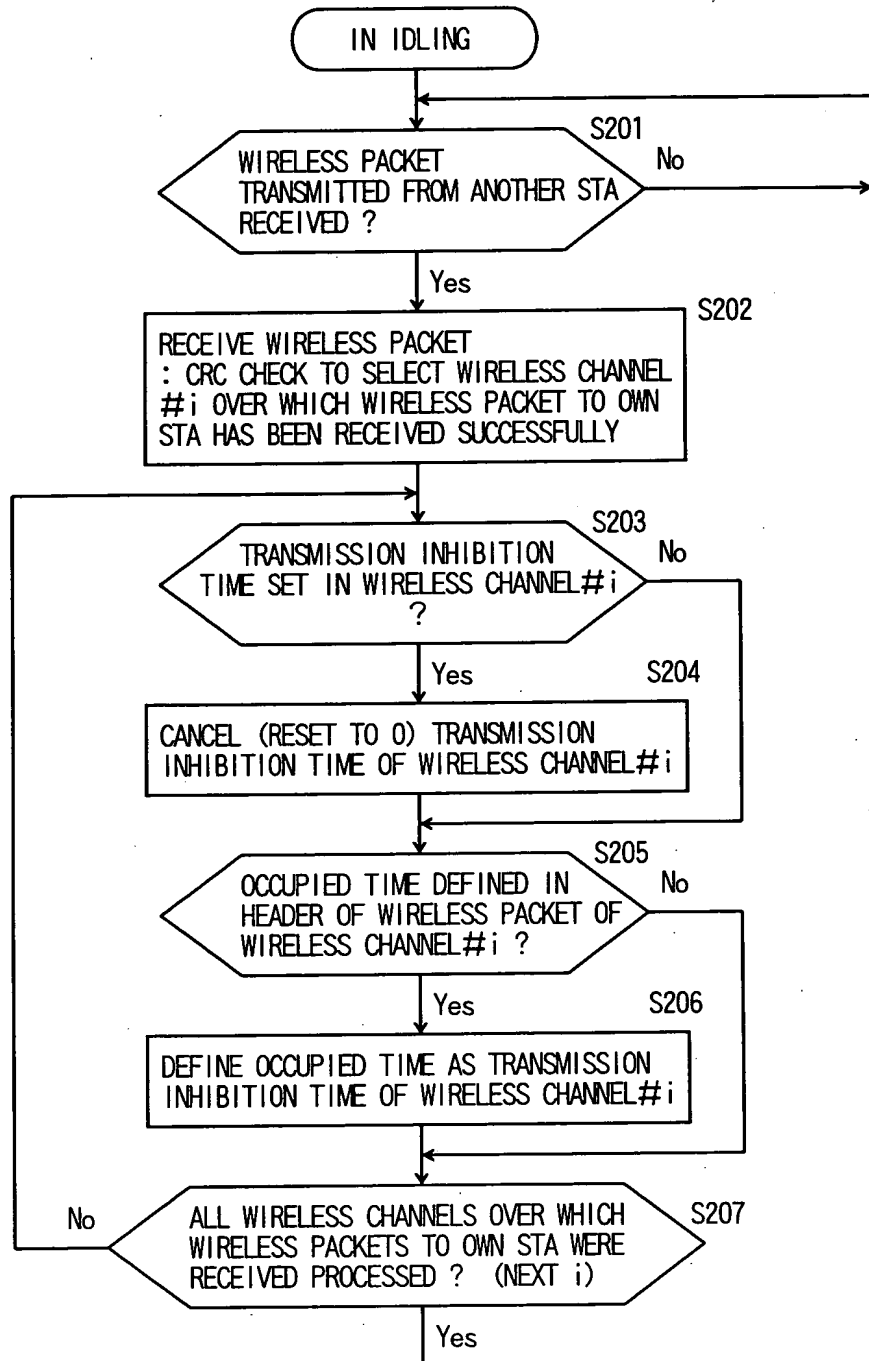 IN IDLING
S201
WIRELESS PACKET
TRANSMITTED FROM ANOTHER STA
RECEIVED ?
No
Yes
S202
RECEIVE WIRELESS PACKET
: CRC CHECK TO SELECT WIRELESS CHANNEL
#i OVER WHICH WIRELESS PACKET TO OWN
STA HAS BEEN RECEIVED SUCCESSFULLY
S203
TRANSMISSION INHIBITION
TIME SET IN WIRELESS CHANNEL#i
?
No
Yes
S204
CANCEL (RESET TO 0) TRANSMISSION
INHIBITION TIME OF WIRELESS CHANNEL#i
S205
OCCUPIED TIME DEFINED IN
HEADER OF WIRELESS PACKET OF
WIRELESS CHANNEL#i ?
No
Yes
S206
DEFINE OCCUPIED TIME AS TRANSMISSION
INHIBITION TIME OF WIRELESS CHANNEL#i
S207
ALL WIRELESS CHANNELS OVER WHICH
WIRELESS PACKETS TO OWN STA WERE
RECEIVED PROCESSED ? (NEXT i)
No
Yes